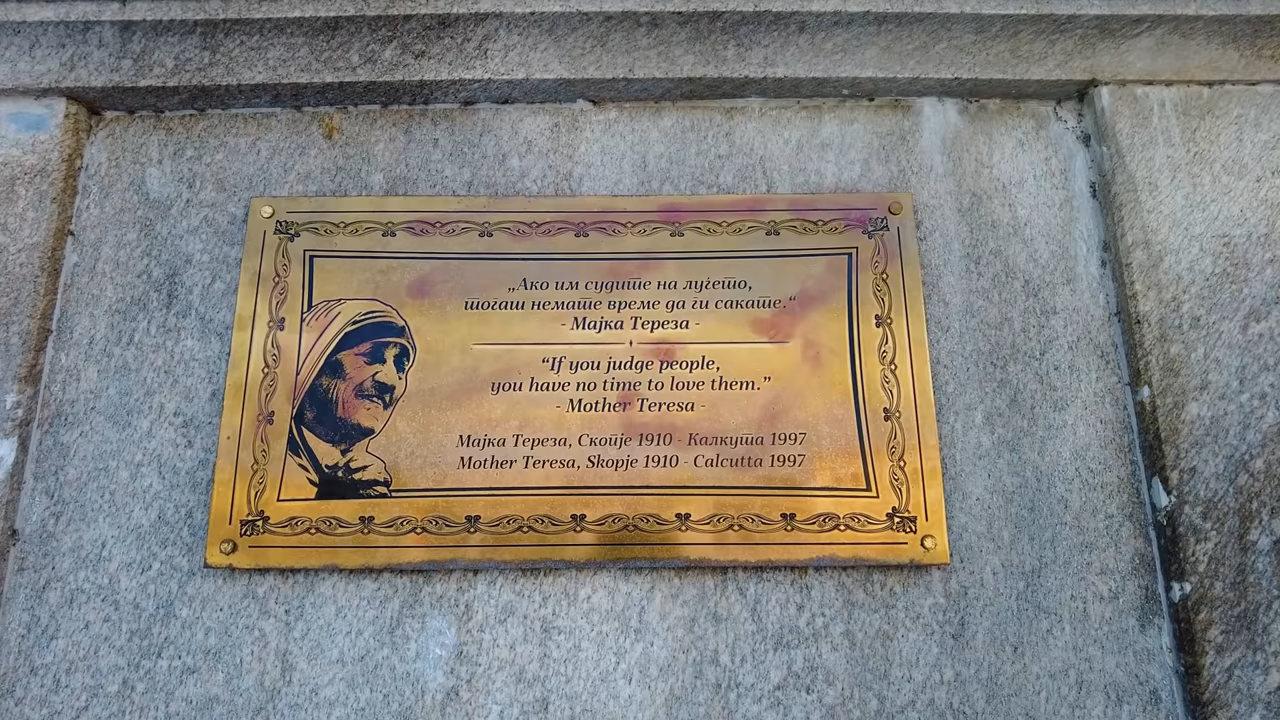 „Ако им судите на луѓето,
тогаш немате време да ги сакате.“
- Мајка Тереза -
“If you judge people,
you have no time to love them.”
- Mother Teresa -
Мајка Тереза, Скопје 1910 - Калкута 1997
Mother Teresa, Skopje 1910 - Calcutta 1997